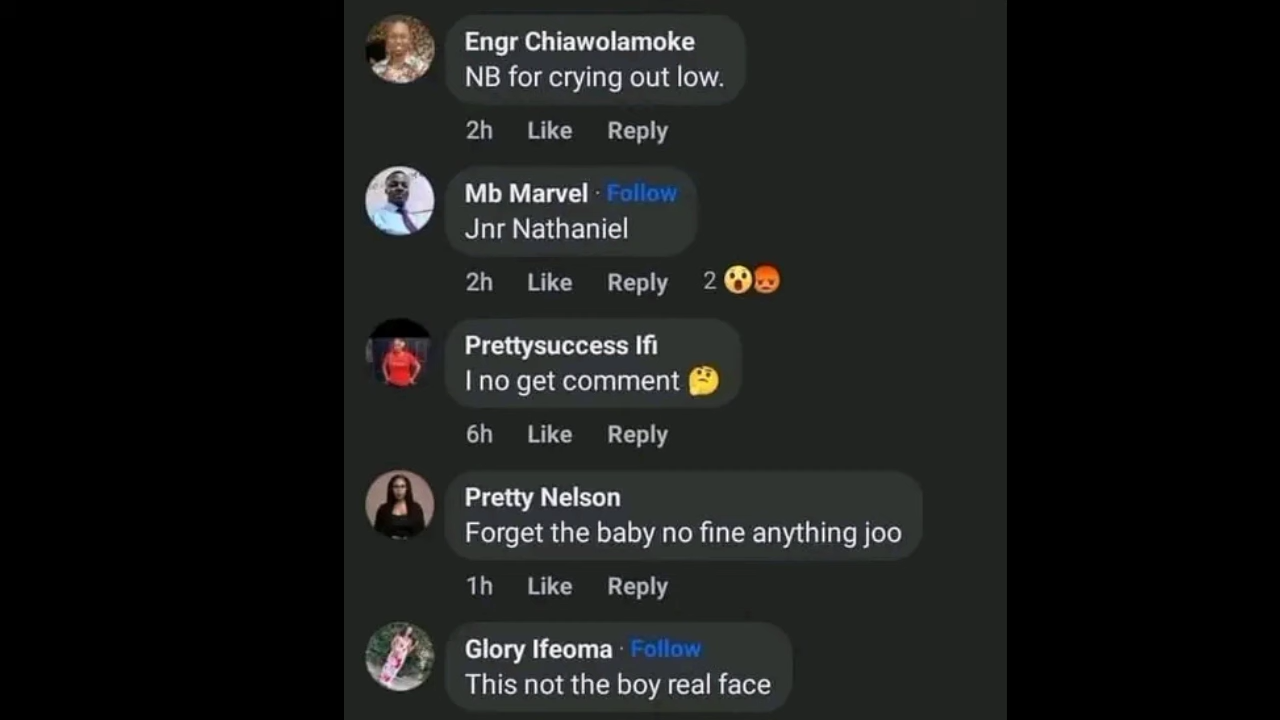 Engr Chiawolamoke
NB for crying out low.
2h Like Reply
Mb Marvel · Follow
Jnr Nathaniel
2h Like Reply 2 😮😡
Prettysuccess Ifi
I no get comment 🤔
6h Like Reply
Pretty Nelson
Forget the baby no fine anything joo
1h Like Reply
Glory Ifeoma · Follow
This not the boy real face